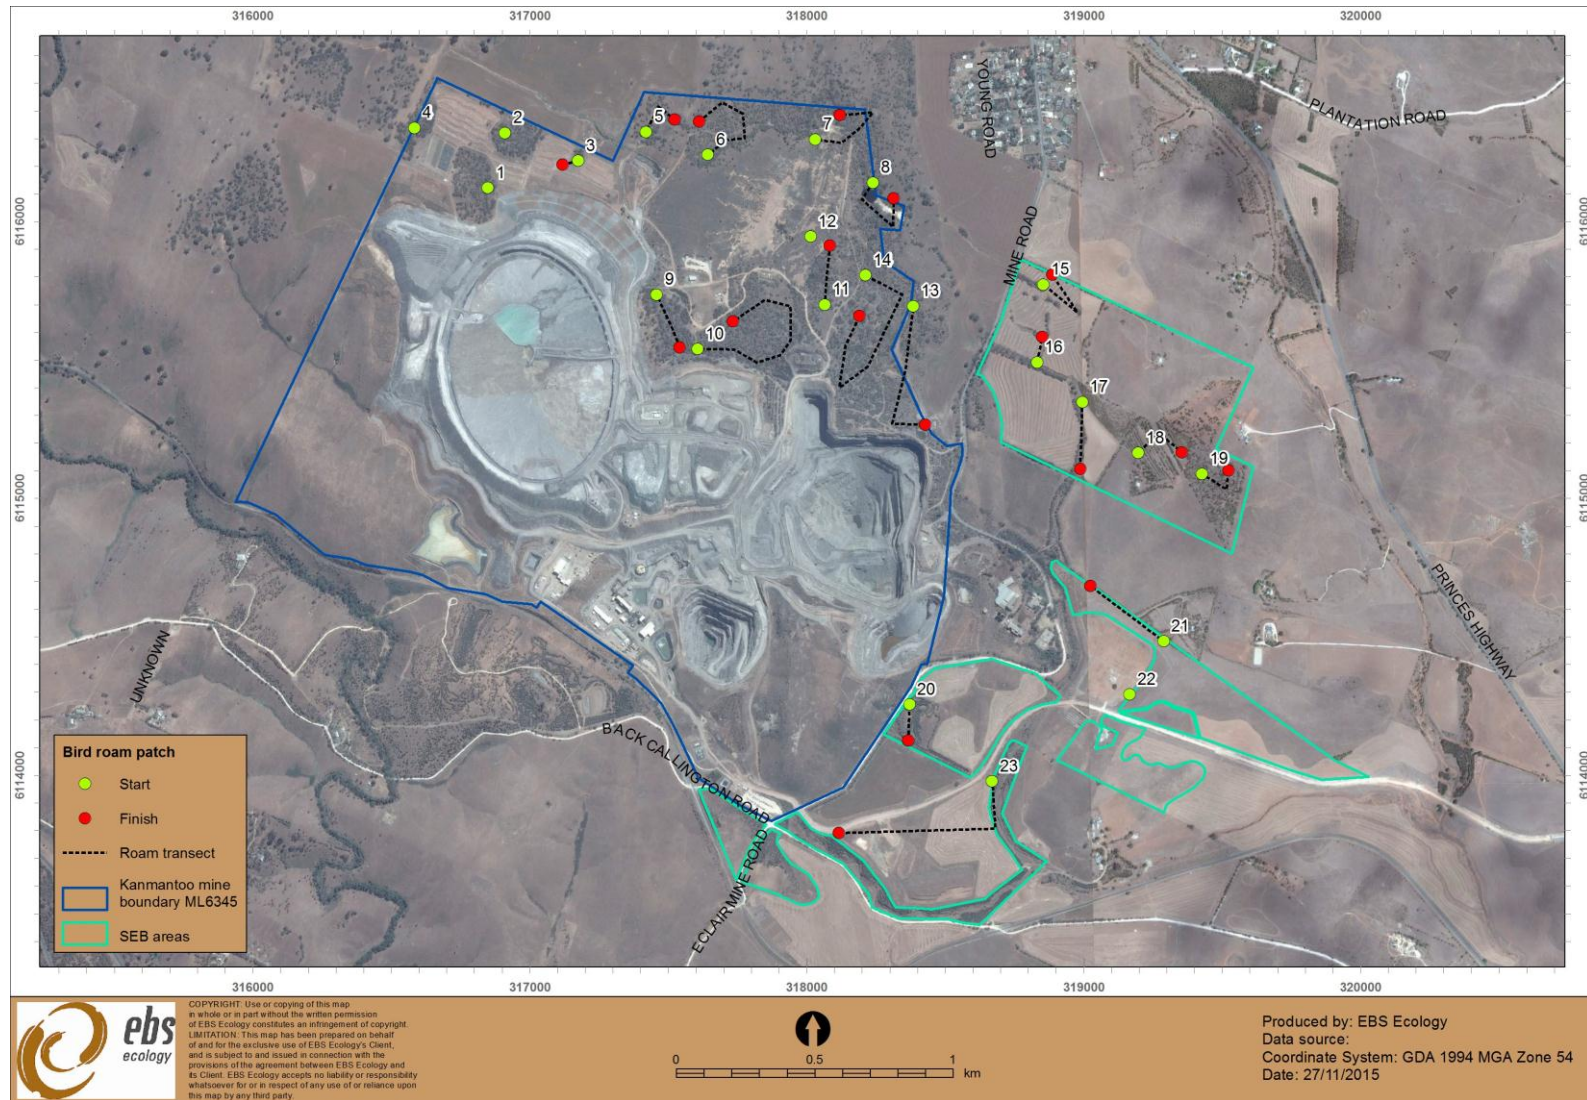 316000 317000 318000 319000 320000
YOUNG ROAD
PLANTATION ROAD
4 2 5 7
6
3
8
1
6116000 6116000
12
MINE ROAD
14
15
9 11 13
10
16
17
18
19
6115000 6115000
PRINCES HIGHWAY
21
UNKNOWN
22
20
BACK CALLINGTON ROAD
23
6114000 6114000
ECLAIR MINE ROAD
Bird roam patch
Start
Finish
Roam transect
Kanmantoo mine
boundary ML6345
SEB areas
316000 317000 318000 319000 320000
ebs
ecology
COPYRIGHT: Use or copying of this map
in whole or in part without the written permission
of EBS Ecology constitutes an infringement of copyright.
LIMITATION: This map has been prepared on behalf
of and for the exclusive use of EBS Ecology's Client,
and is subject to and issued in connection with the
provisions of the agreement between EBS Ecology and
its Client. EBS Ecology accepts no liability or responsibility
whatsoever for or in respect of any use of or reliance upon
this map by any third party.
0 0.5 1
km
Produced by: EBS Ecology
Data source:
Coordinate System: GDA 1994 MGA Zone 54
Date: 27/11/2015